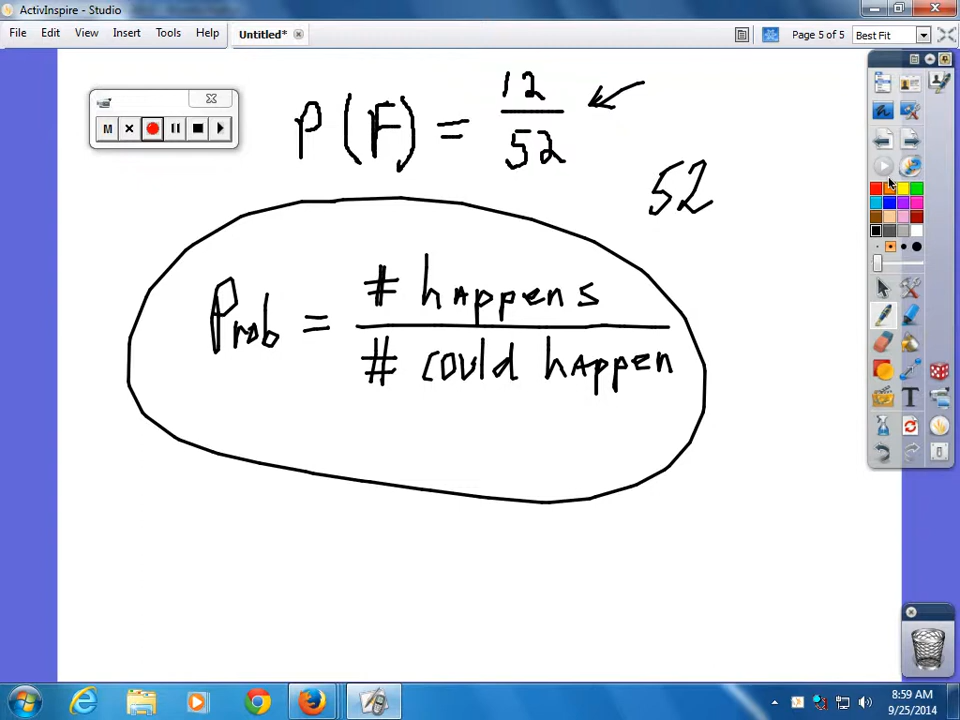 ActivInspire - Studio
File Edit View Insert Tools Help Untitled* Page 5 of 5 Best Fit
M
P(F) = 12
52
52
Prob = # happens
# could happen
T
8:59 AM
9/25/2014